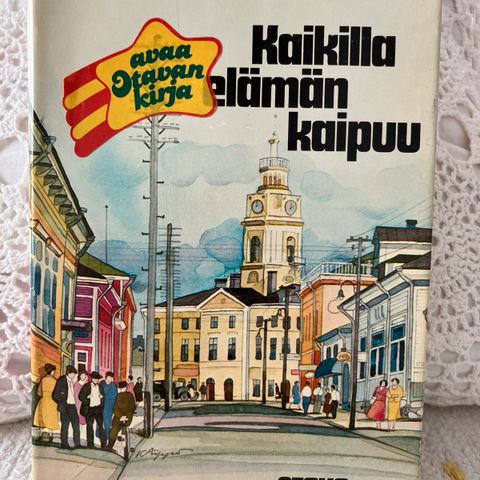 avaa
Otavan
kirja
Kaikilla
elämän
kaipuu